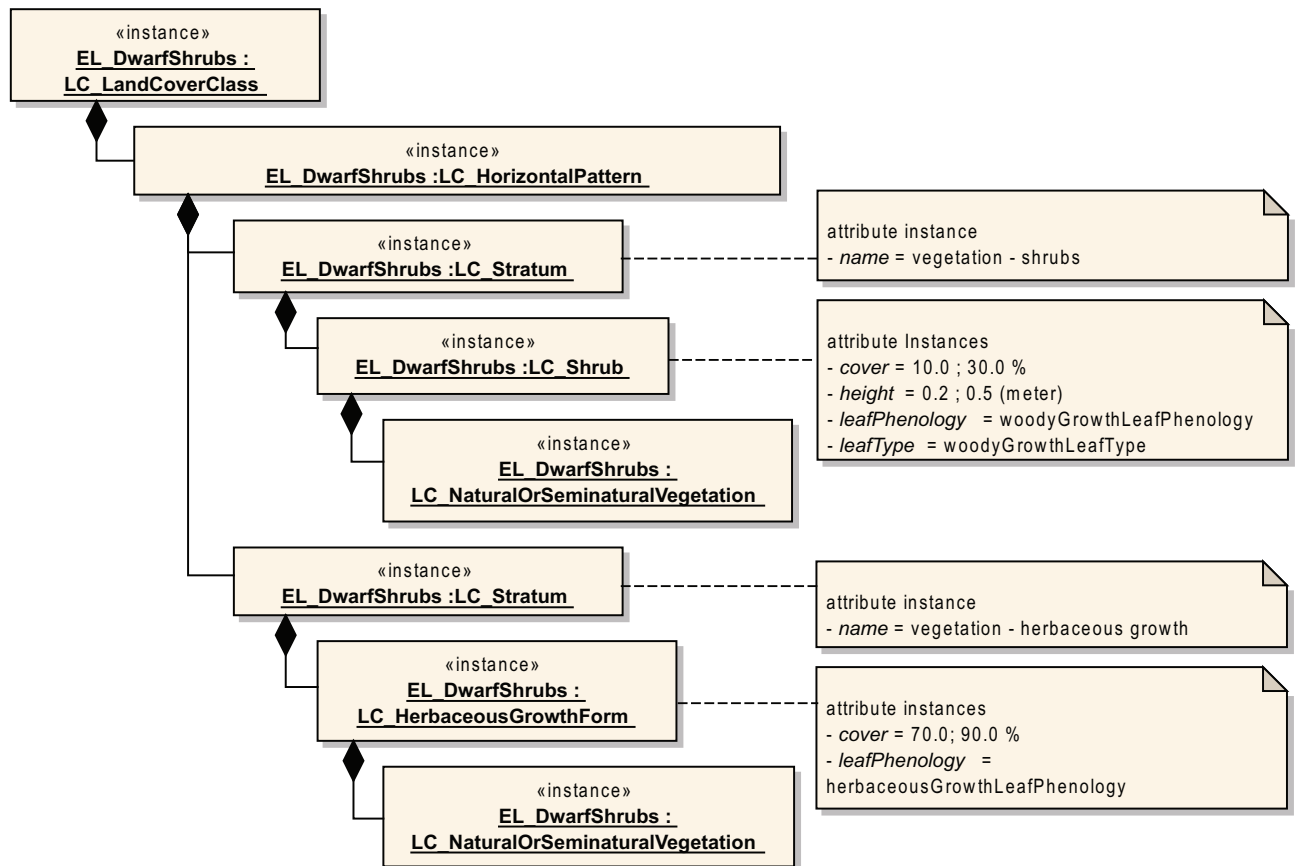 «instance»
EL_DwarfShrubs :
LC_LandCoverClass
«instance»
EL_DwarfShrubs :LC_HorizontalPattern
«instance»
EL_DwarfShrubs :LC_Stratum
attribute instance
- name = vegetation - shrubs
«instance»
EL_DwarfShrubs :LC_Shrub
attribute Instances
- cover = 10.0 ; 30.0 %
- height = 0.2 ; 0.5 (meter)
- leafPhenology = woodyGrowthLeafPhenology
- leafType = woodyGrowthLeafType
«instance»
EL_DwarfShrubs :
LC_NaturalOrSeminaturalVegetation
«instance»
EL_DwarfShrubs :LC_Stratum
attribute instance
- name = vegetation - herbaceous growth
«instance»
EL_DwarfShrubs :
LC_HerbaceousGrowthForm
attribute instances
- cover = 70.0; 90.0 %
- leafPhenology =
herbaceousGrowthLeafPhenology
«instance»
EL_DwarfShrubs :
LC_NaturalOrSeminaturalVegetation